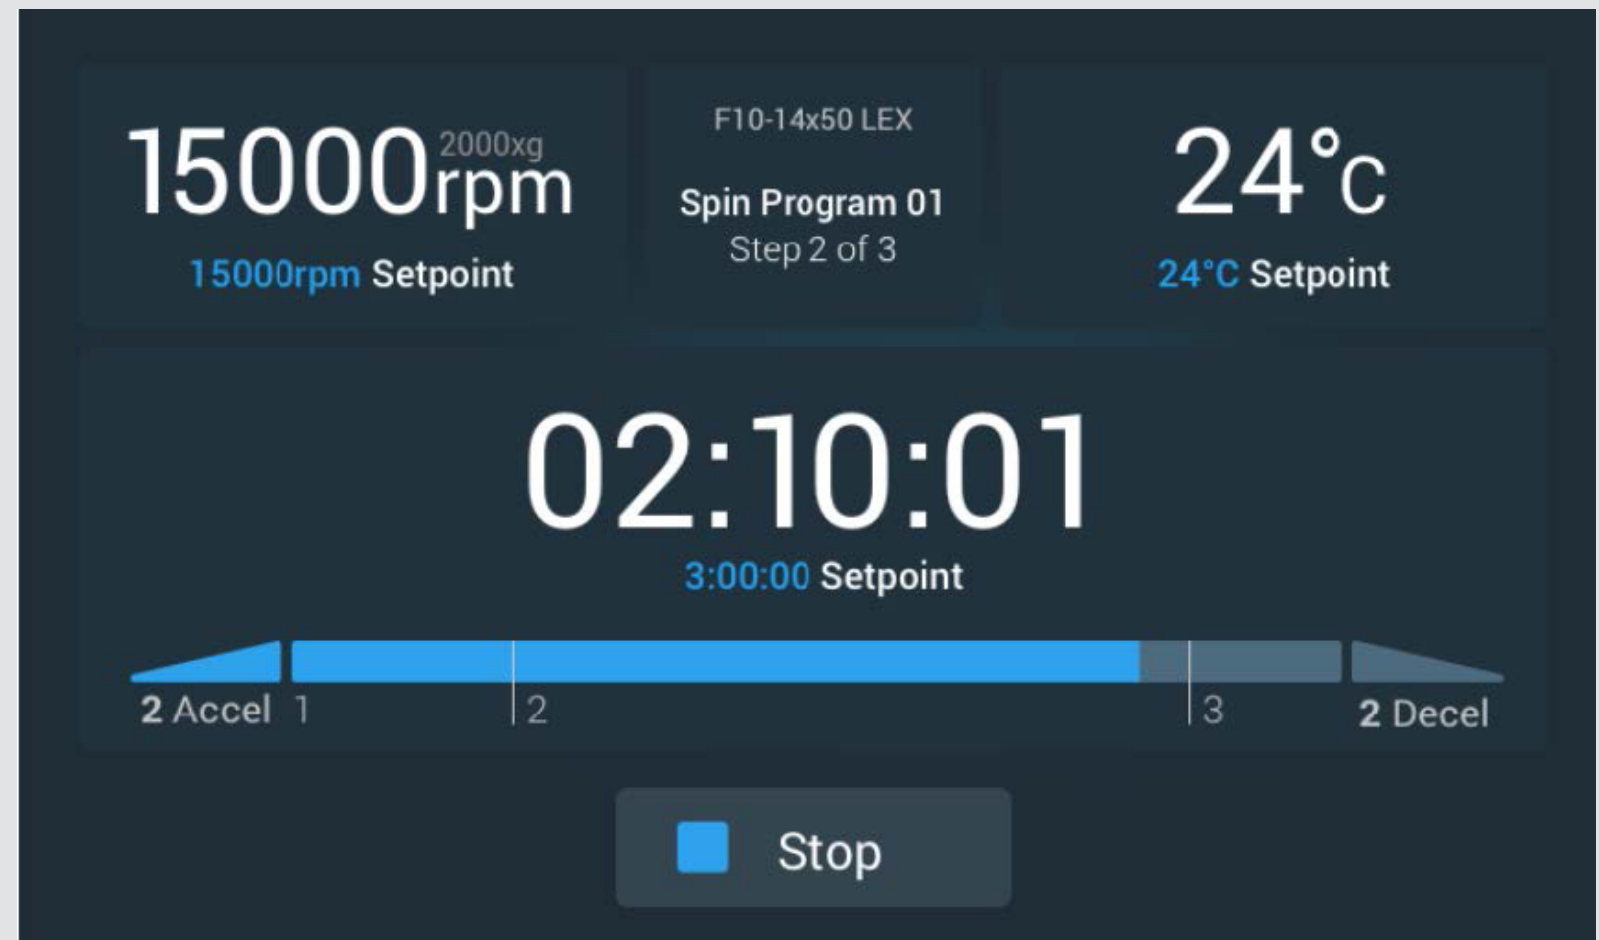 2000xg
15000rpm
15000rpm Setpoint
F10-14x50 LEX
Spin Program 01
Step 2 of 3
24°C
24°C Setpoint
02:10:01
3:00:00 Setpoint
2 Accel 1 2 3 2 Decel
Stop